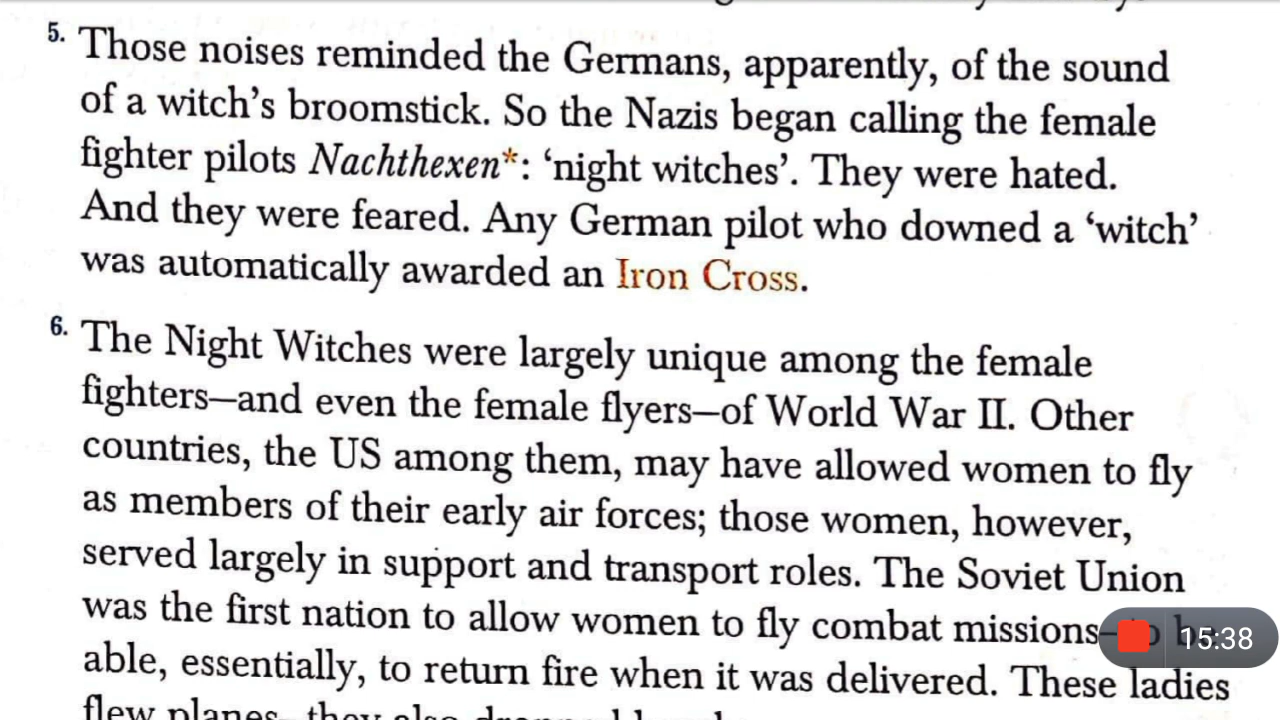 5. Those noises reminded the Germans, apparently, of the sound
of a witch's broomstick. So the Nazis began calling the female
fighter pilots Nachthexen*: ‘night witches’. They were hated.
And they were feared. Any German pilot who downed a ‘witch’
was automatically awarded an Iron Cross.
6. The Night Witches were largely unique among the female
fighters—and even the female flyers—of World War II. Other
countries, the US among them, may have allowed women to fly
as members of their early air forces; those women, however,
served largely in support and transport roles. The Soviet Union
was the first nation to allow women to fly combat missions—
15:38
able, essentially, to return fire when it was delivered. These ladies
flew planes